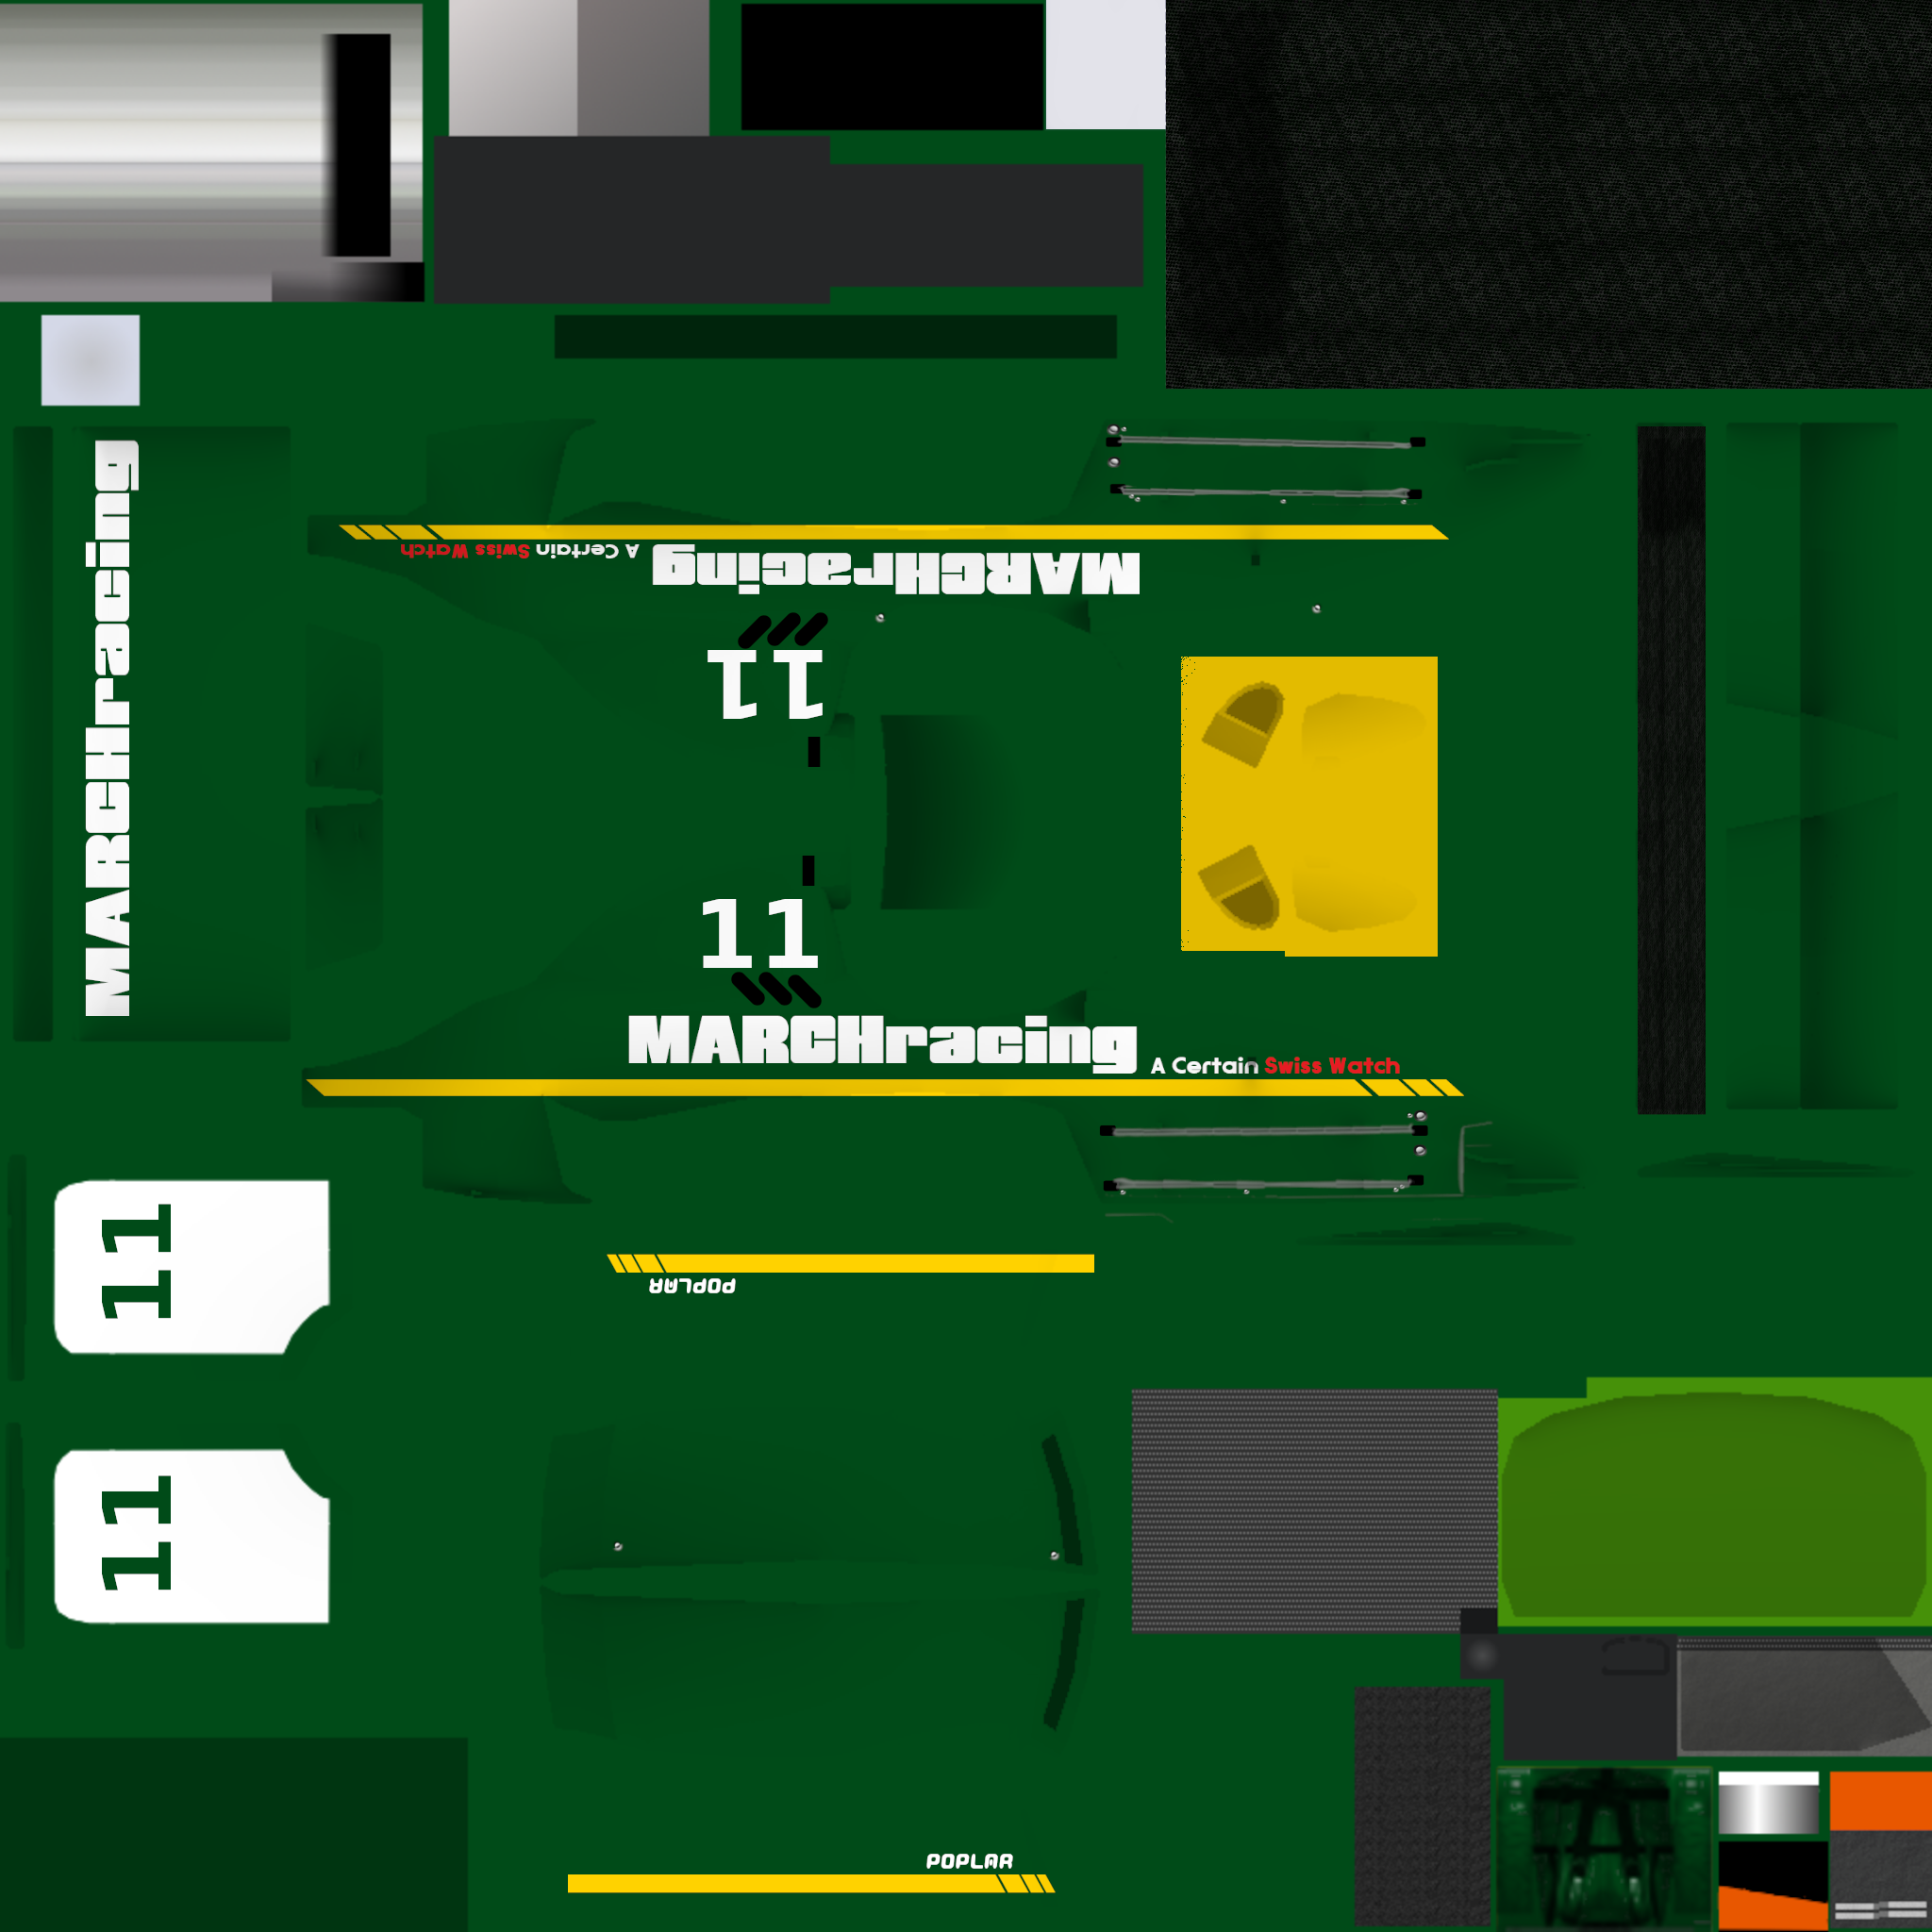 MARCHracing
A Certain Swiss Watch
MARCHracing
11
11
MARCHracing
A Certain Swiss Watch
11
POPLAR
11
POPLAR